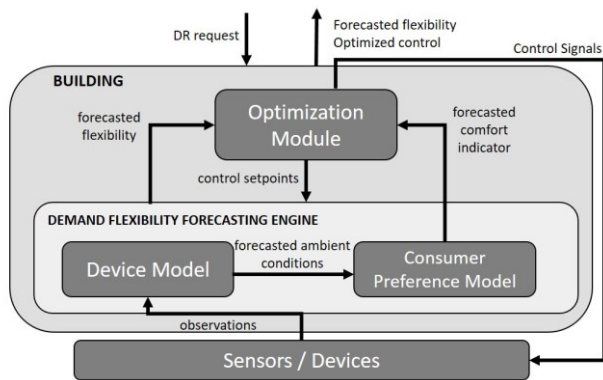 DR request
Forecasted flexibility
Optimized control
Control Signals
BUILDING
forecasted
flexibility
Optimization
Module
forecasted
comfort
indicator
control setpoints
DEMAND FLEXIBILITY FORECASTING ENGINE
Device Model
forecasted ambient
conditions
Consumer
Preference Model
observations
Sensors / Devices